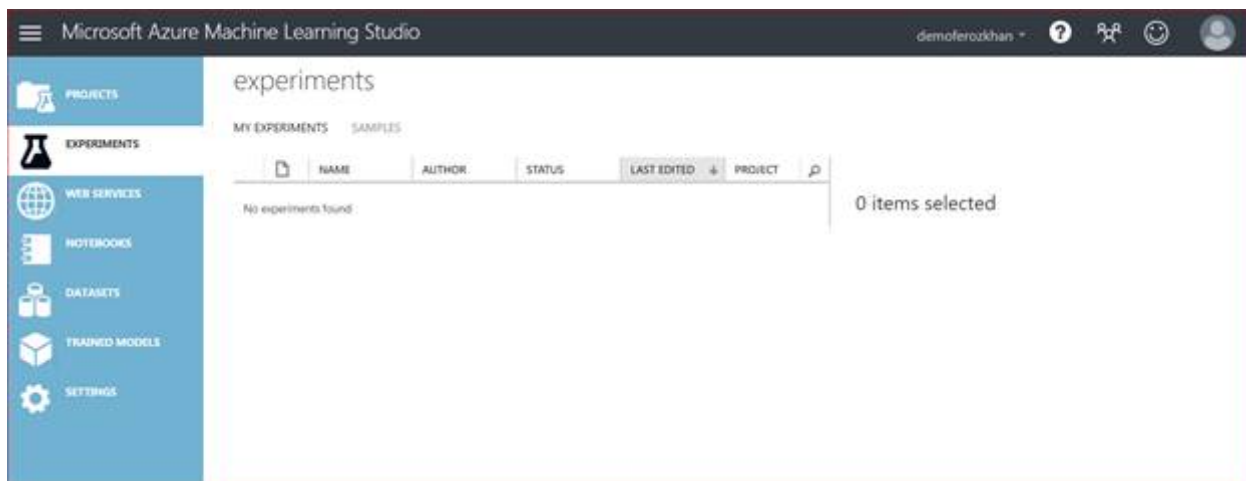 Microsoft Azure Machine Learning Studio demoferozkhan ?
PROJECTS
EXPERIMENTS
WEB SERVICES
NOTEBOOKS
DATASETS
TRAINED MODELS
SETTINGS
experiments
MY EXPERIMENTS SAMPLES
NAME AUTHOR STATUS LAST EDITED PROJECT
No experiments found
0 items selected